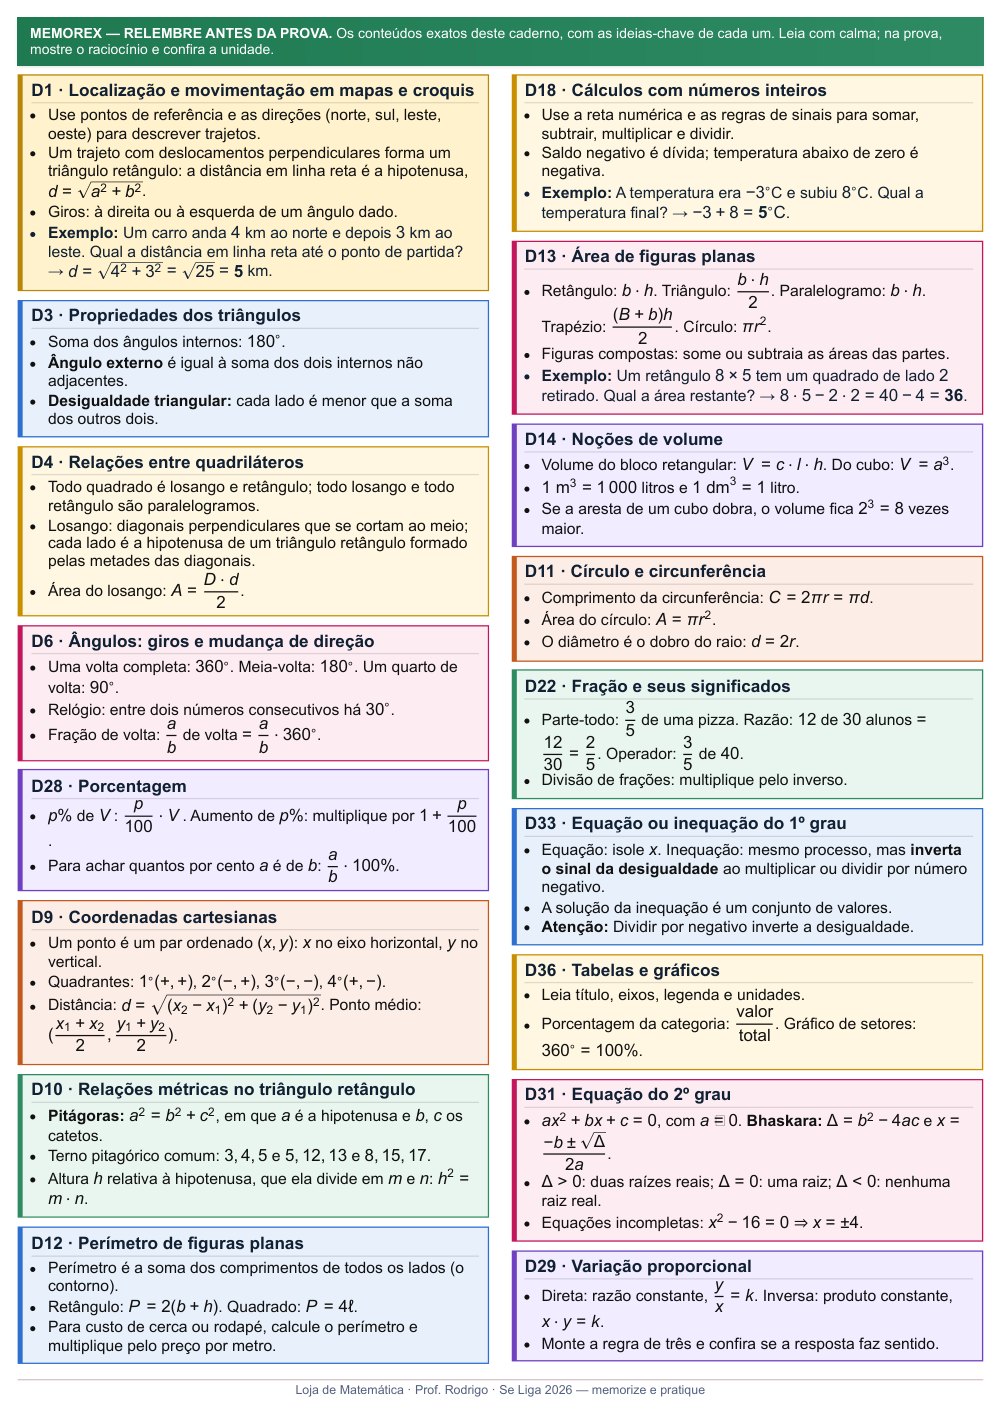 MEMOREX — RELEMBRE ANTES DA PROVA. Os conteúdos exatos deste caderno, com as ideias-chave de cada um. Leia com calma; na prova,
mostre o raciocínio e confira a unidade.
D1 · Localização e movimentação em mapas e croquis
• Use pontos de referência e as direções (norte, sul, leste,
oeste) para descrever trajetos.
• Um trajeto com deslocamentos perpendiculares forma um
triângulo retângulo: a distância em linha reta é a hipotenusa,
d = √(a² + b²).
• Giros: à direita ou à esquerda de um ângulo dado.
• Exemplo: Um carro anda 4 km ao norte e depois 3 km ao
leste. Qual a distância em linha reta até o ponto de partida?
→ d = √(4² + 3²) = √25 = 5 km.
D3 · Propriedades dos triângulos
• Soma dos ângulos internos: 180°.
• Ângulo externo é igual à soma dos dois internos não
adjacentes.
• Desigualdade triangular: cada lado é menor que a soma
dos outros dois.
D4 · Relações entre quadriláteros
• Todo quadrado é losango e retângulo; todo losango e todo
retângulo são paralelogramos.
• Losango: diagonais perpendiculares que se cortam ao meio;
cada lado é a hipotenusa de um triângulo retângulo formado
pelas metades das diagonais.
• Área do losango: A = (D · d)/2.
D6 · Ângulos: giros e mudança de direção
• Uma volta completa: 360°. Meia-volta: 180°. Um quarto de
volta: 90°.
• Relógio: entre dois números consecutivos há 30°.
• Fração de volta: a/b de volta = a/b · 360°.
D28 · Porcentagem
• p% de V : p/100 · V . Aumento de p%: multiplique por 1 + p/100
.
• Para achar quantos por cento a é de b: a/b · 100%.
D9 · Coordenadas cartesianas
• Um ponto é um par ordenado (x, y): x no eixo horizontal, y no
vertical.
• Quadrantes: 1°(+, +), 2°(−, +), 3°(−, −), 4°(+, −).
• Distância: d = √((x₂ − x₁)² + (y₂ − y₁)²). Ponto médio:
((x₁ + x₂)/2, (y₁ + y₂)/2).
D10 · Relações métricas no triângulo retângulo
• Pitágoras: a² = b² + c², em que a é a hipotenusa e b, c os
catetos.
• Terno pitagórico comum: 3, 4, 5 e 5, 12, 13 e 8, 15, 17.
• Altura h relativa à hipotenusa, que ela divide em m e n: h² =
m · n.
D12 · Perímetro de figuras planas
• Perímetro é a soma dos comprimentos de todos os lados (o
contorno).
• Retângulo: P = 2(b + h). Quadrado: P = 4ℓ.
• Para custo de cerca ou rodapé, calcule o perímetro e
multiplique pelo preço por metro.
D18 · Cálculos com números inteiros
• Use a reta numérica e as regras de sinais para somar,
subtrair, multiplicar e dividir.
• Saldo negativo é dívida; temperatura abaixo de zero é
negativa.
• Exemplo: A temperatura era −3°C e subiu 8°C. Qual a
temperatura final? → −3 + 8 = 5°C.
D13 · Área de figuras planas
• Retângulo: b · h. Triângulo: (b · h)/2. Paralelogramo: b · h.
Trapézio: (B + b)h/2. Círculo: πr².
• Figuras compostas: some ou subtraia as áreas das partes.
• Exemplo: Um retângulo 8 × 5 tem um quadrado de lado 2
retirado. Qual a área restante? → 8 · 5 − 2 · 2 = 40 − 4 = 36.
D14 · Noções de volume
• Volume do bloco retangular: V = c · l · h. Do cubo: V = a³.
• 1 m³ = 1 000 litros e 1 dm³ = 1 litro.
• Se a aresta de um cubo dobra, o volume fica 2³ = 8 vezes
maior.
D11 · Círculo e circunferência
• Comprimento da circunferência: C = 2πr = πd.
• Área do círculo: A = πr².
• O diâmetro é o dobro do raio: d = 2r.
D22 · Fração e seus significados
• Parte-todo: 3/5 de uma pizza. Razão: 12 de 30 alunos =
12/30 = 2/5. Operador: 3/5 de 40.
• Divisão de frações: multiplique pelo inverso.
D33 · Equação ou inequação do 1º grau
• Equação: isole x. Inequação: mesmo processo, mas inverta
o sinal da desigualdade ao multiplicar ou dividir por número
negativo.
• A solução da inequação é um conjunto de valores.
• Atenção: Dividir por negativo inverte a desigualdade.
D36 · Tabelas e gráficos
• Leia título, eixos, legenda e unidades.
• Porcentagem da categoria: valor/total. Gráfico de setores:
360° = 100%.
D31 · Equação do 2º grau
• ax² + bx + c = 0, com a 0. Bhaskara: Δ = b² − 4ac e x =
(−b ± √Δ)/2a.
• Δ > 0: duas raízes reais; Δ = 0: uma raiz; Δ < 0: nenhuma
raiz real.
• Equações incompletas: x² − 16 = 0 ⇒ x = ±4.
D29 · Variação proporcional
• Direta: razão constante, y/x = k. Inversa: produto constante,
x · y = k.
• Monte a regra de três e confira se a resposta faz sentido.
Loja de Matemática · Prof. Rodrigo · Se Liga 2026 — memorize e pratique